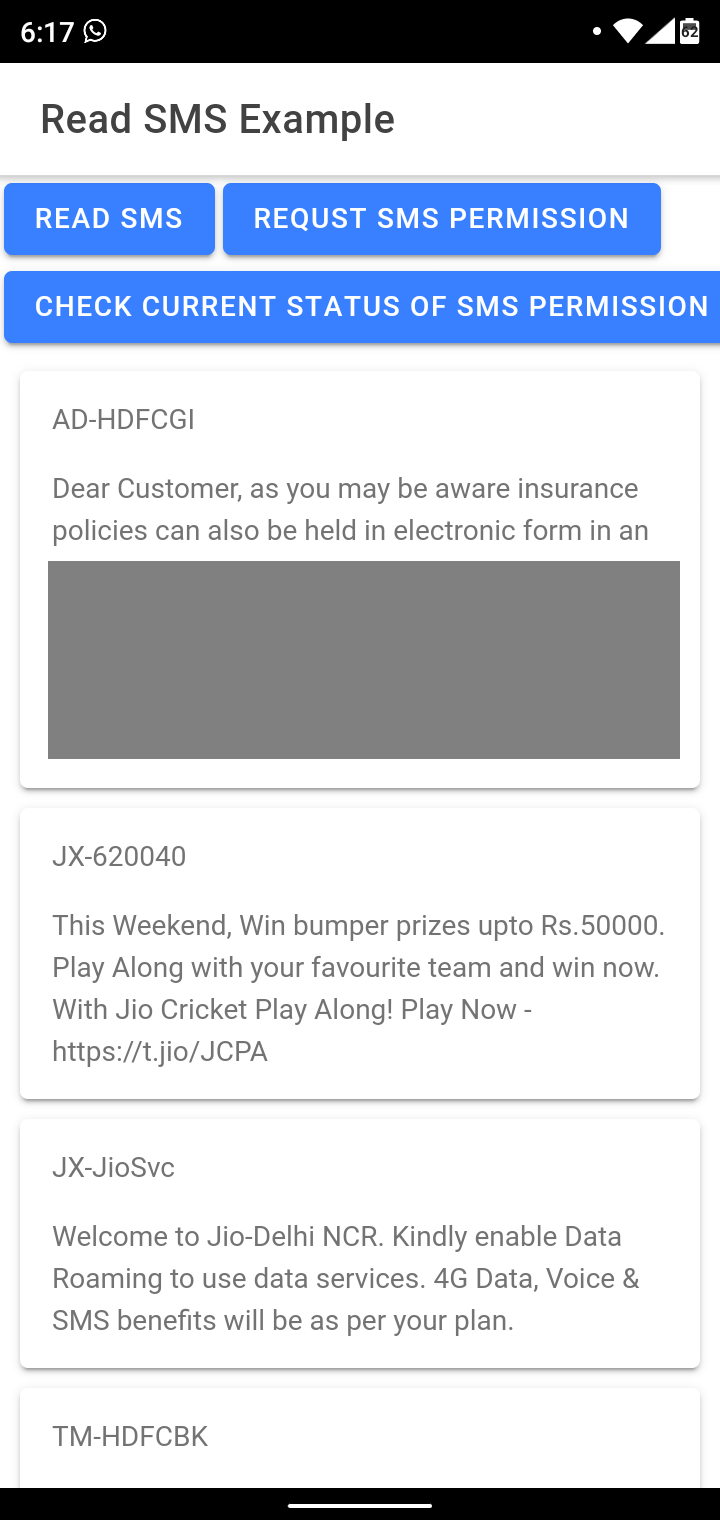 6:17
62
Read SMS Example
READ SMS
REQUST SMS PERMISSION
CHECK CURRENT STATUS OF SMS PERMISSION
AD-HDFCGI
Dear Customer, as you may be aware insurance
policies can also be held in electronic form in an
JX-620040
This Weekend, Win bumper prizes upto Rs.50000.
Play Along with your favourite team and win now.
With Jio Cricket Play Along! Play Now -
https://t.jio/JCPA
JX-JioSvc
Welcome to Jio-Delhi NCR. Kindly enable Data
Roaming to use data services. 4G Data, Voice &
SMS benefits will be as per your plan.
TM-HDFCBK